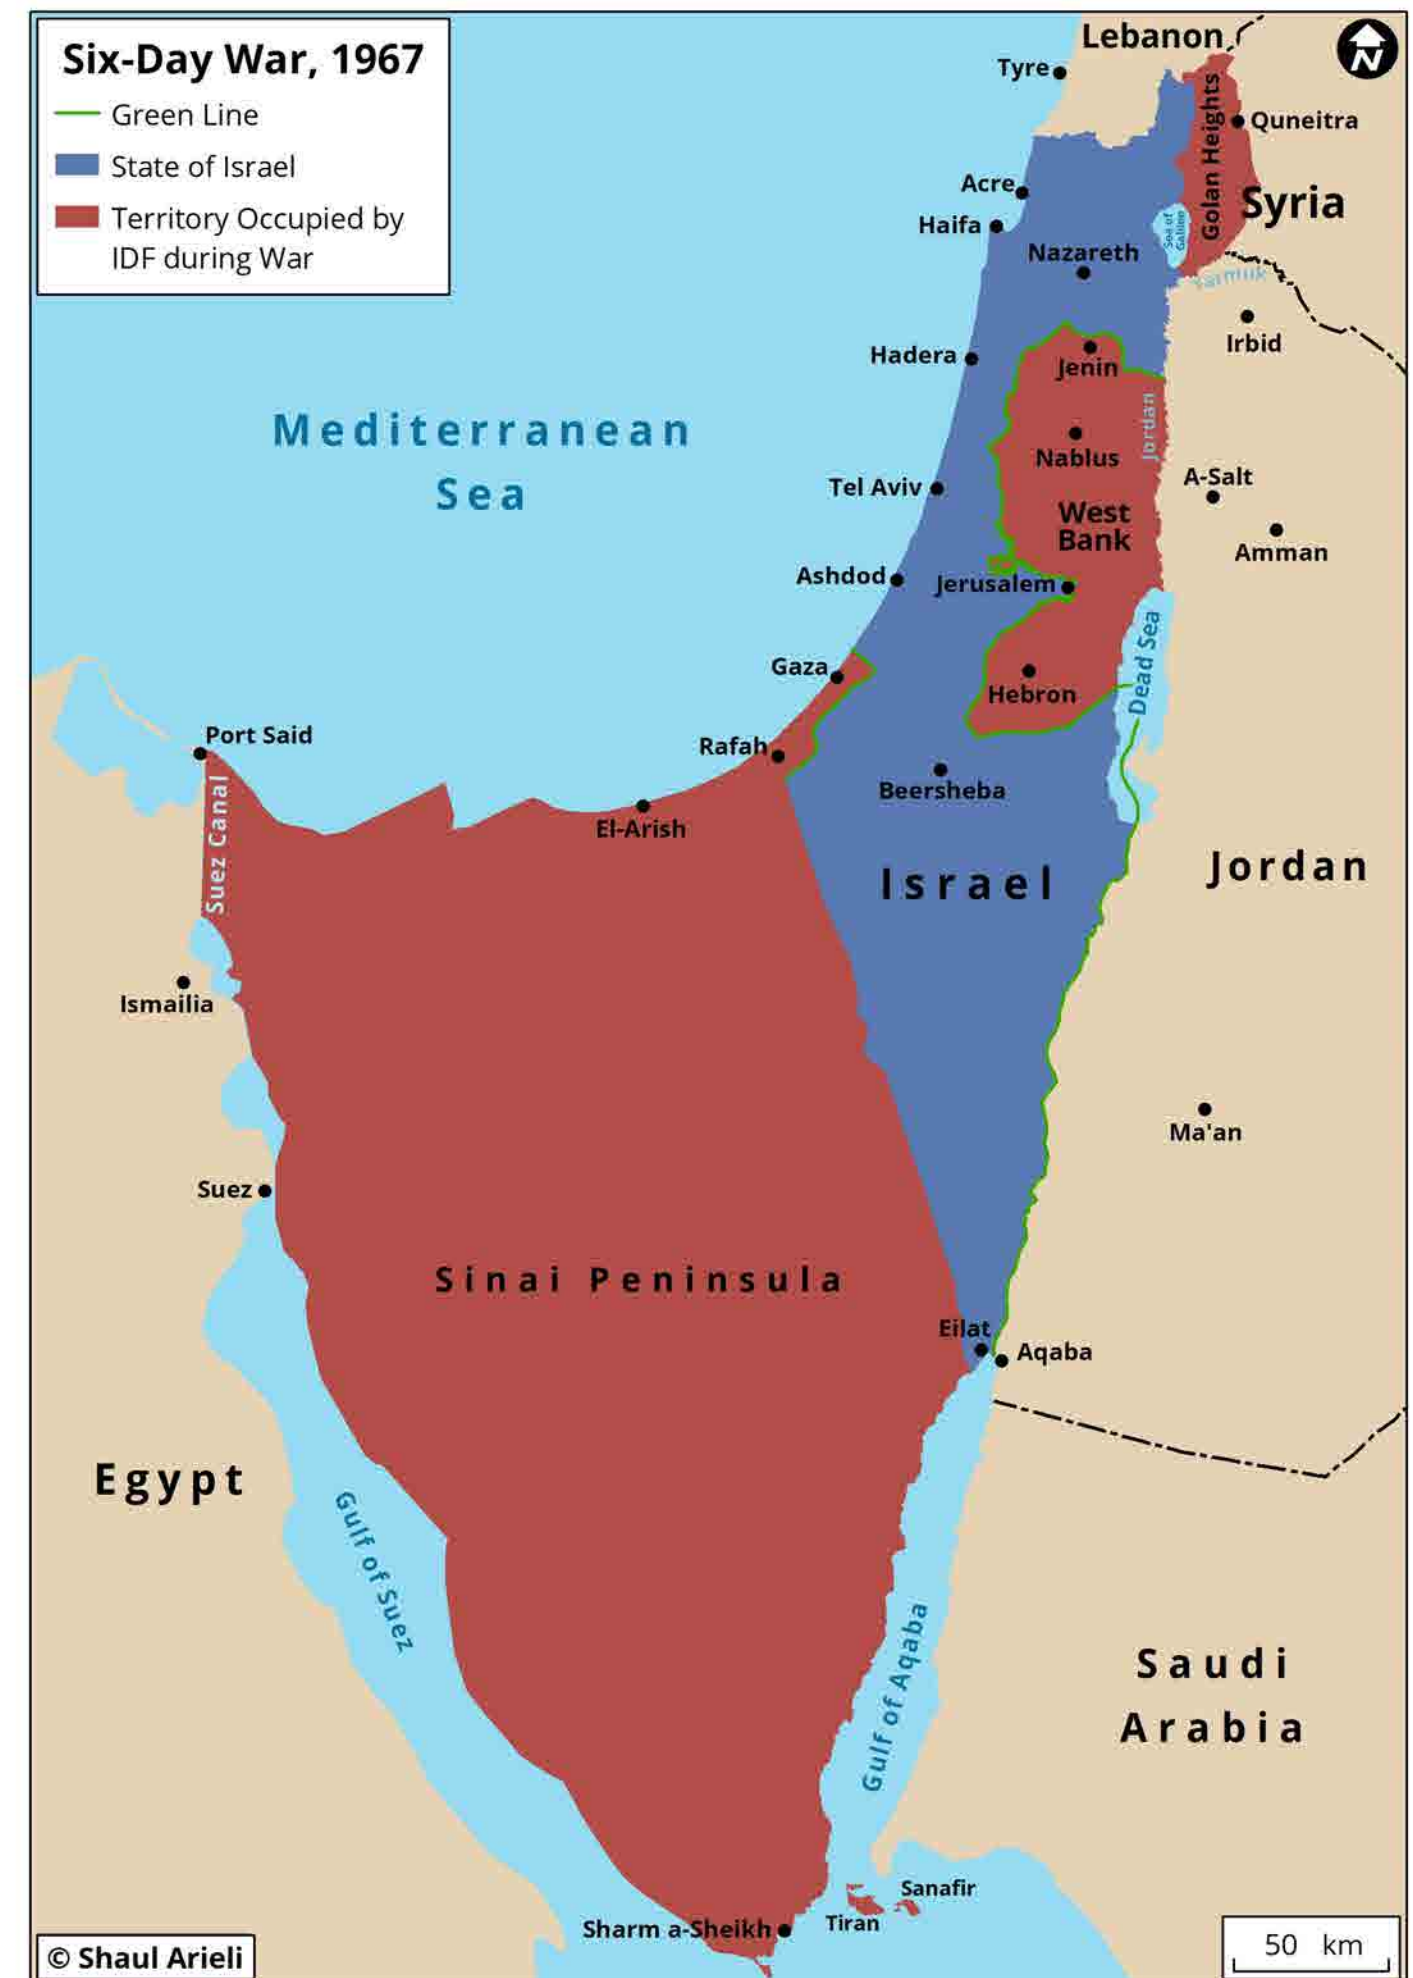 Six-Day War, 1967
Green Line
State of Israel
Territory Occupied by
IDF during War
Lebanon
N
Tyre
Golan Heights
Quneitra
Acre
Syria
Haifa
Sea of
Galilee
Nazareth
Yarmuk
Irbid
Hadera
Jenin
Jordan
Mediterranean
Sea
Nablus
A-Salt
Tel Aviv
West
Bank
Amman
Ashdod
Jerusalem
Dead Sea
Gaza
Hebron
Port Said
Rafah
Suez Canal
Beersheba
El-Arish
Israel
Jordan
Ismailia
Ma'an
Suez
Sinai Peninsula
Eilat
Aqaba
Egypt
Gulf of Suez
Gulf of Aqaba
Saudi
Arabia
Sanafir
Tiran
Sharm a-Sheikh
© Shaul Arieli
50 km